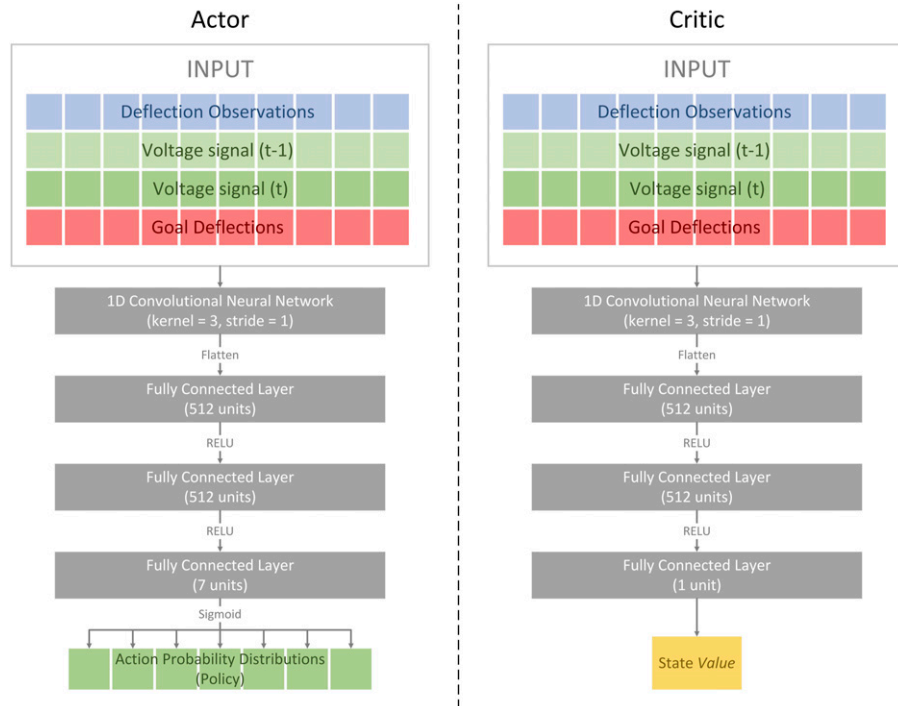 Actor
INPUT
Deflection Observations
Voltage signal (t-1)
Voltage signal (t)
Goal Deflections
1D Convolutional Neural Network
(kernel = 3, stride = 1)
Flatten
Fully Connected Layer
(512 units)
RELU
Fully Connected Layer
(512 units)
RELU
Fully Connected Layer
(7 units)
Sigmoid
Action Probability Distributions
(Policy)
Critic
INPUT
Deflection Observations
Voltage signal (t-1)
Voltage signal (t)
Goal Deflections
1D Convolutional Neural Network
(kernel = 3, stride = 1)
Flatten
Fully Connected Layer
(512 units)
RELU
Fully Connected Layer
(512 units)
RELU
Fully Connected Layer
(1 unit)
State Value